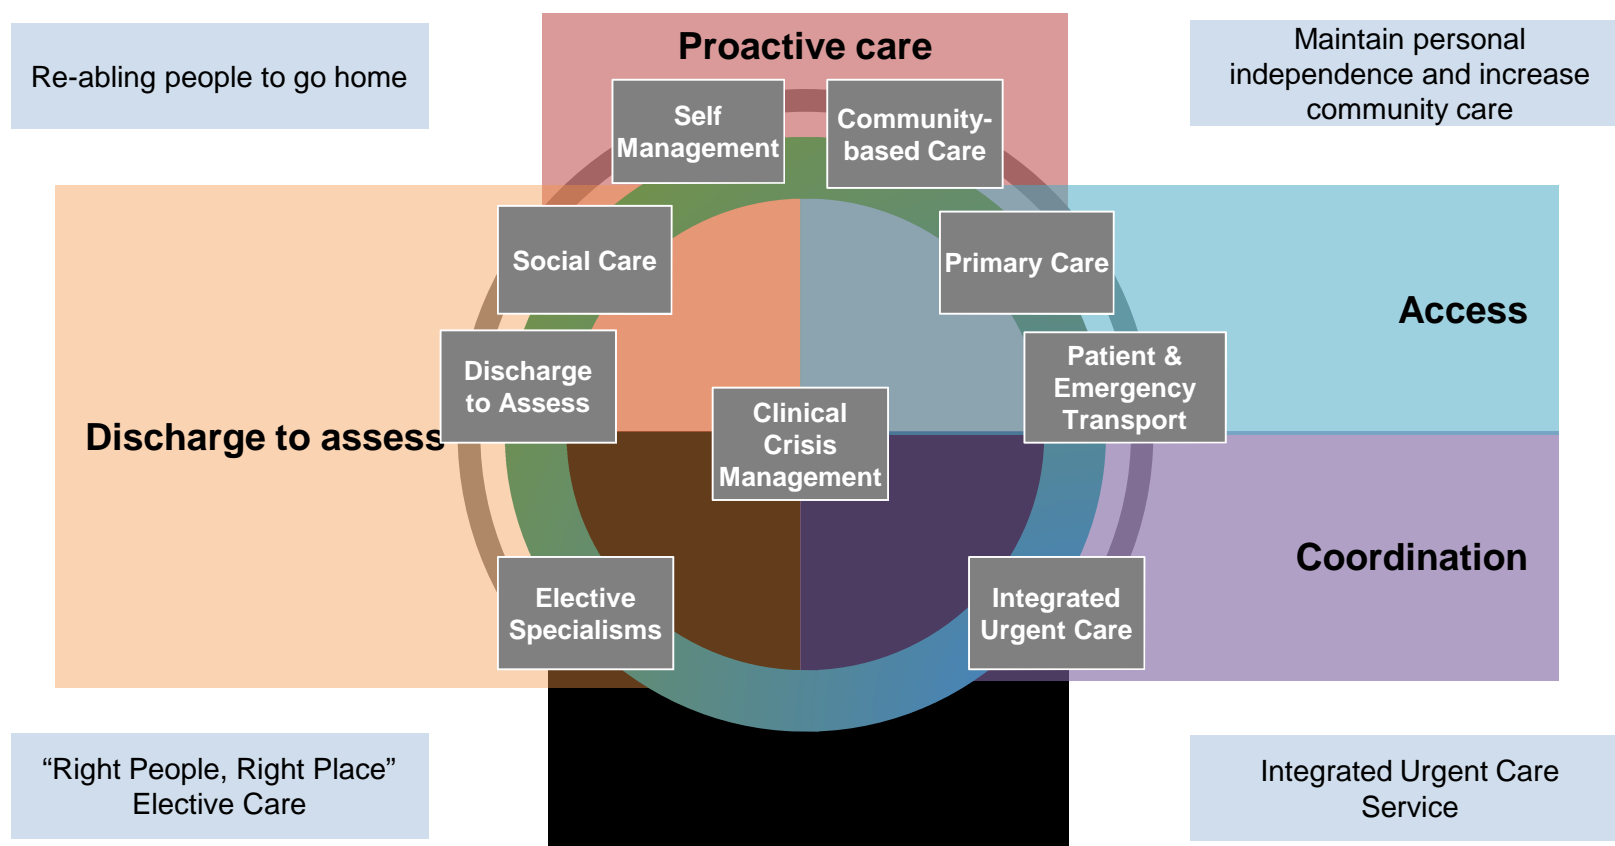 Proactive care
Re-abling people to go home
Maintain personal
independence and increase
community care
Self
Management
Community-
based Care
Social Care
Primary Care
Access
Discharge
to Assess
Patient &
Emergency
Transport
Discharge to assess
Clinical
Crisis
Management
Coordination
Elective
Specialisms
Integrated
Urgent Care
“Right People, Right Place”
Elective Care
Integrated Urgent Care
Service